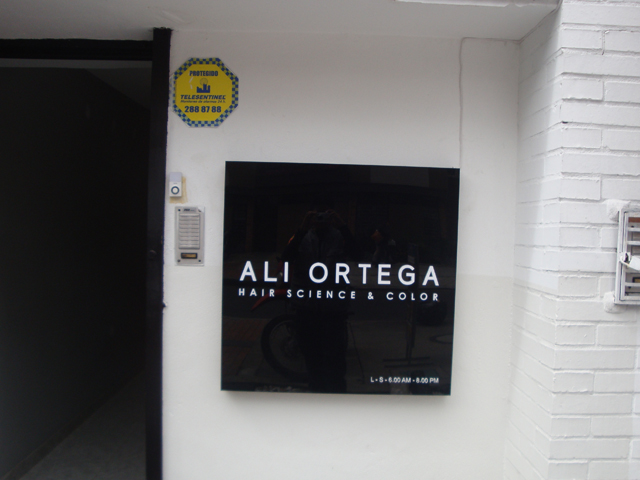 PROTEGIDO
TELESENTINEL
288 87 88
ALI ORTEGA
HAIR SCIENCE & COLOR
L - S - 6.00 AM - 8.00 PM